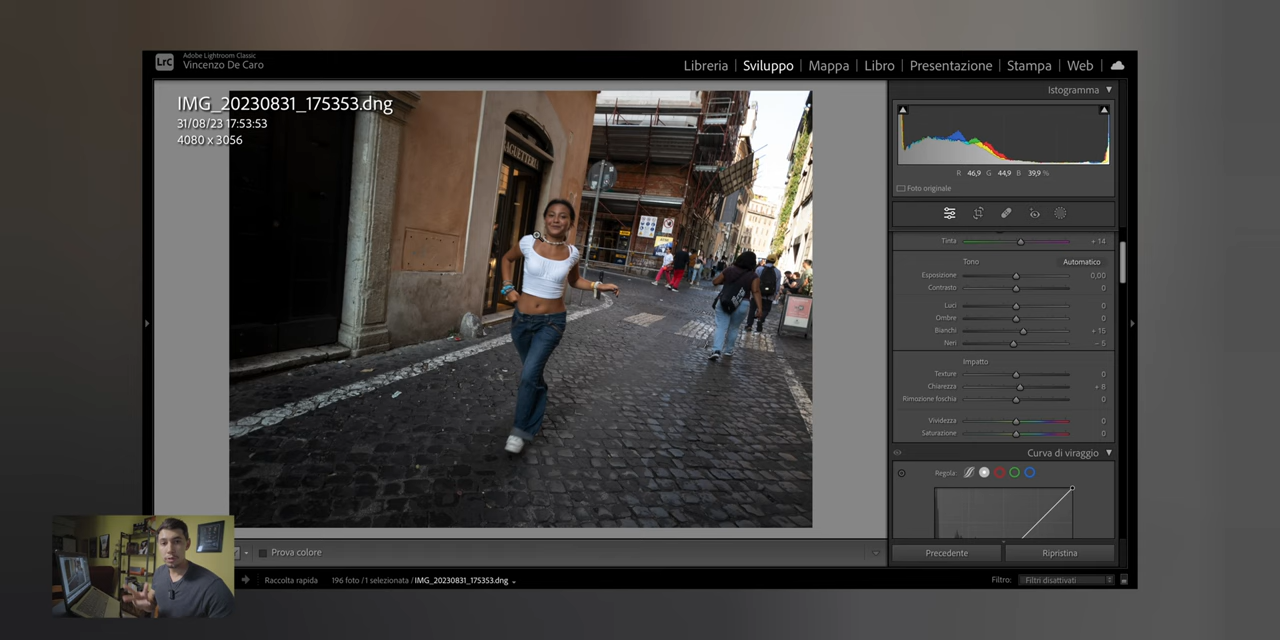 LrC
Adobe Lightroom Classic
Vincenzo De Caro
Libreria | Sviluppo | Mappa | Libro | Presentazione | Stampa | Web
IMG_20230831_175353.dng
31/08/23 17:53:53
4080 x 3056
BAGUETTERIA
Istogramma
R 46,9 G 44,9 B 39,9 %
Foto originale
Tinta + 14
Tono Automatico
Esposizione 0,00
Contrasto 0
Luci 0
Ombre 0
Bianchi + 15
Neri – 5
Impatto
Texture 0
Chiarezza + 8
Rimozione foschia 0
Vividezza 0
Saturazione 0
Curva di viraggio
Regola:
Precedente Ripristina
Prova colore
Raccolta rapida 196 foto / 1 selezionata / IMG_20230831_175353.dng
Filtro: Filtri disattivati